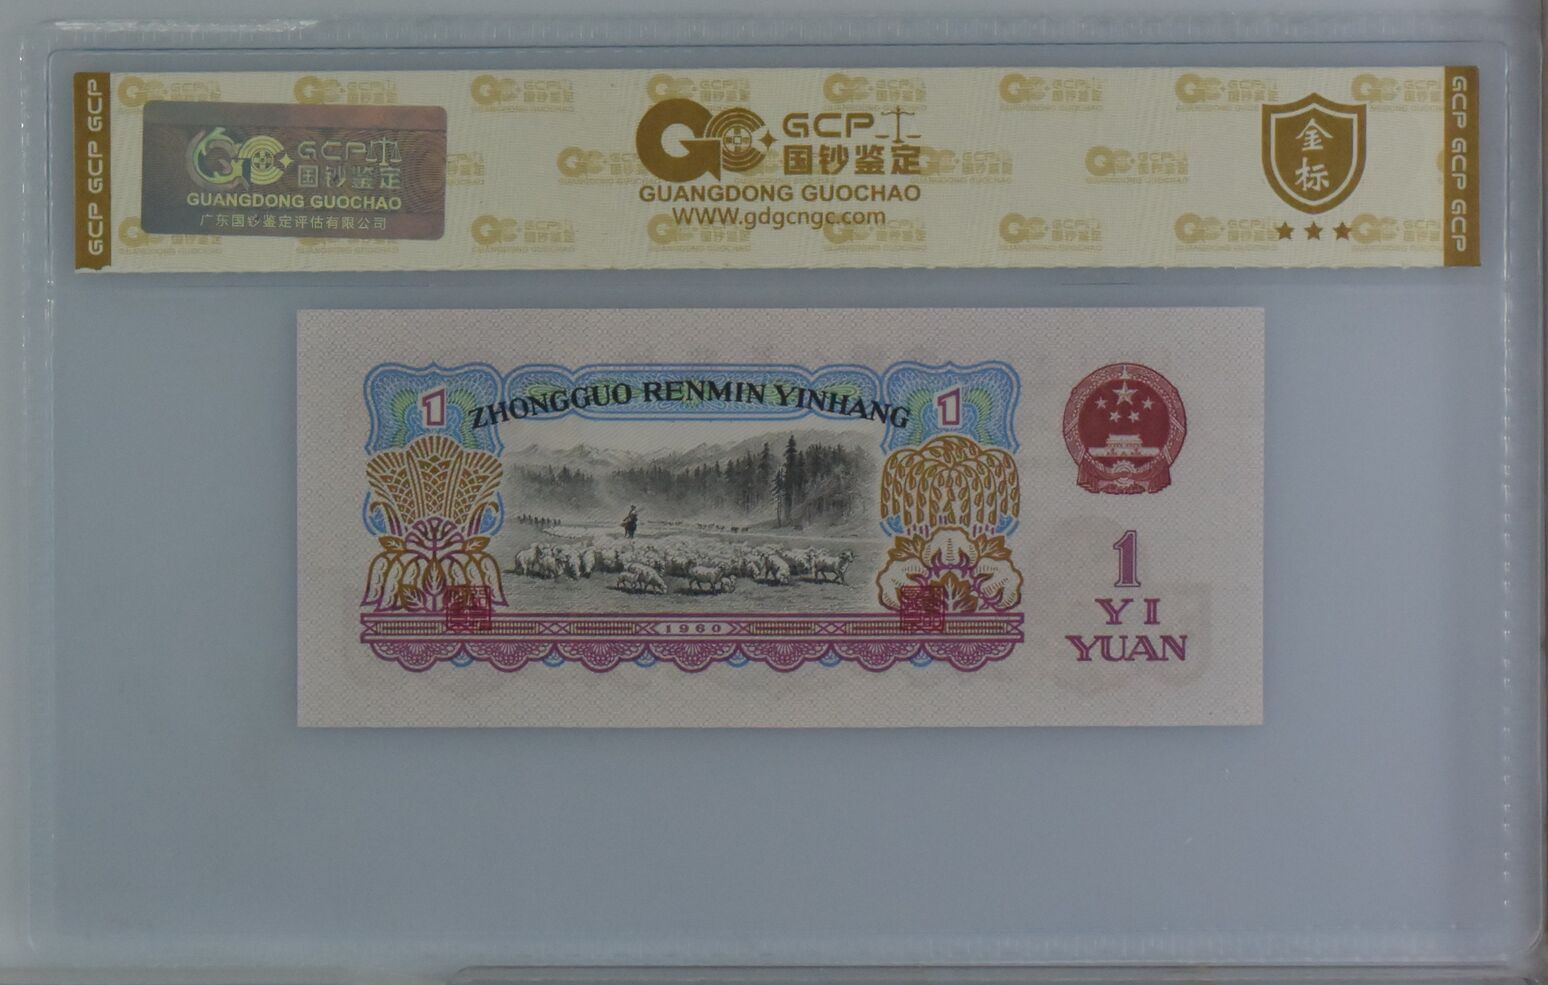 GCP GCP GCP
GCP
国钞鉴定
GUANGDONG GUOCHAO
广东国钞鉴定评估有限公司
GCP
国钞鉴定
GUANGDONG GUOCHAO
WWW.gdgcngc.com
金
标
GCP GCP GCP
1
ZHONGGUO RENMIN YINHANG
1
1960
1
YI
YUAN